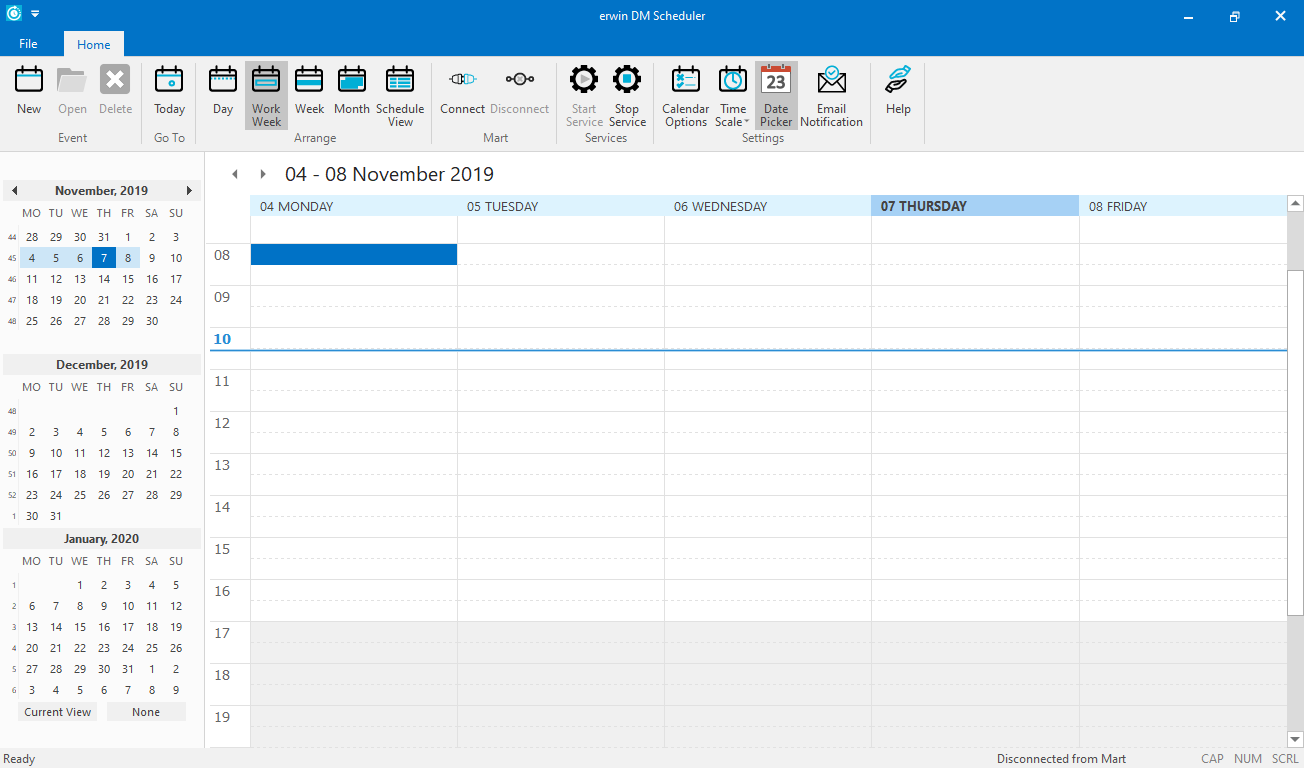 erwin DM Scheduler
File Home
New Open Delete Today Day Work Week Week Month Schedule View Connect Disconnect Start Service Stop Service Calendar Options Time Scale 23 Date Picker Email Notification Help
Event Go To Arrange Mart Services Settings
04 - 08 November 2019
November, 2019
MO TU WE TH FR SA SU
44 28 29 30 31 1 2 3
45 4 5 6 7 8 9 10
46 11 12 13 14 15 16 17
47 18 19 20 21 22 23 24
48 25 26 27 28 29 30
December, 2019
MO TU WE TH FR SA SU
48 1
49 2 3 4 5 6 7 8
50 9 10 11 12 13 14 15
51 16 17 18 19 20 21 22
52 23 24 25 26 27 28 29
1 30 31
January, 2020
MO TU WE TH FR SA SU
1 1 2 3 4 5
2 6 7 8 9 10 11 12
3 13 14 15 16 17 18 19
4 20 21 22 23 24 25 26
5 27 28 29 30 31 1 2
6 3 4 5 6 7 8 9
Current View None
04 MONDAY 05 TUESDAY 06 WEDNESDAY 07 THURSDAY 08 FRIDAY
08
09
10
11
12
13
14
15
16
17
18
19
Ready Disconnected from Mart CAP NUM SCRL